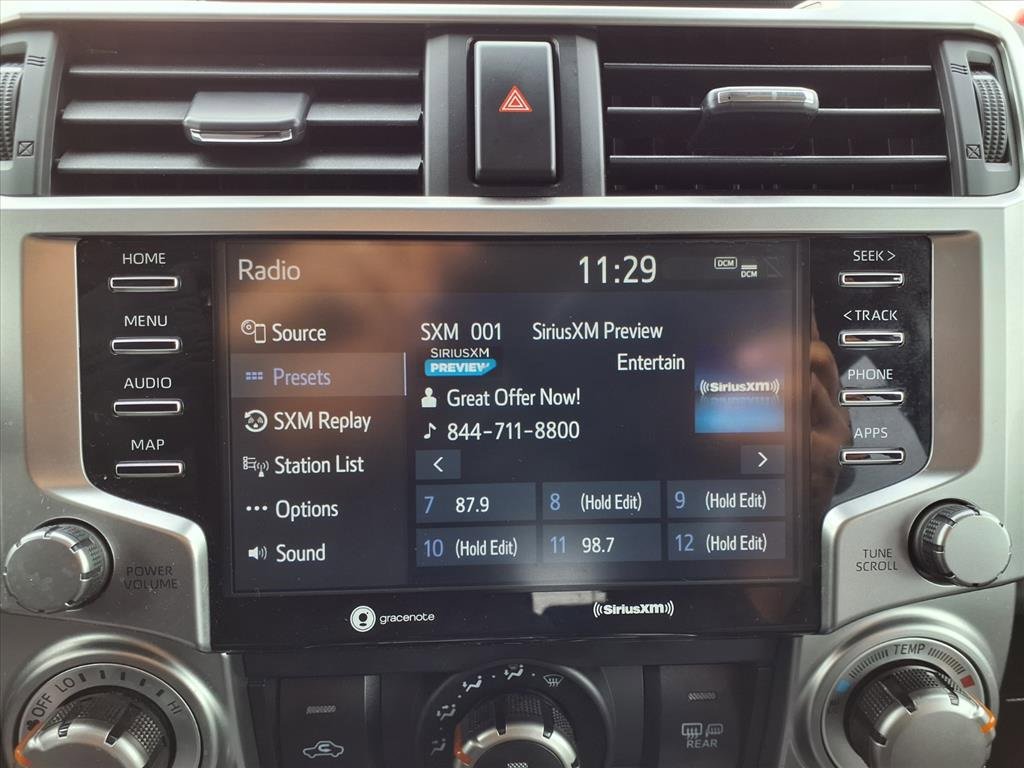 HOME
MENU
AUDIO
MAP
Radio
11:29
DCM
DCM
SEEK >
< TRACK
PHONE
APPS
Source
Presets
SXM Replay
Station List
Options
Sound
SXM 001 SiriusXM Preview
SIRIUSXM
PREVIEW
Entertain
((SiriusXM))
Great Offer Now!
844-711-8800
<
>
7 87.9
8 (Hold Edit)
9 (Hold Edit)
10 (Hold Edit)
11 98.7
12 (Hold Edit)
POWER
VOLUME
TUNE
SCROLL
gracenote
((SiriusXM))
OFF LO HI
TEMP
REAR